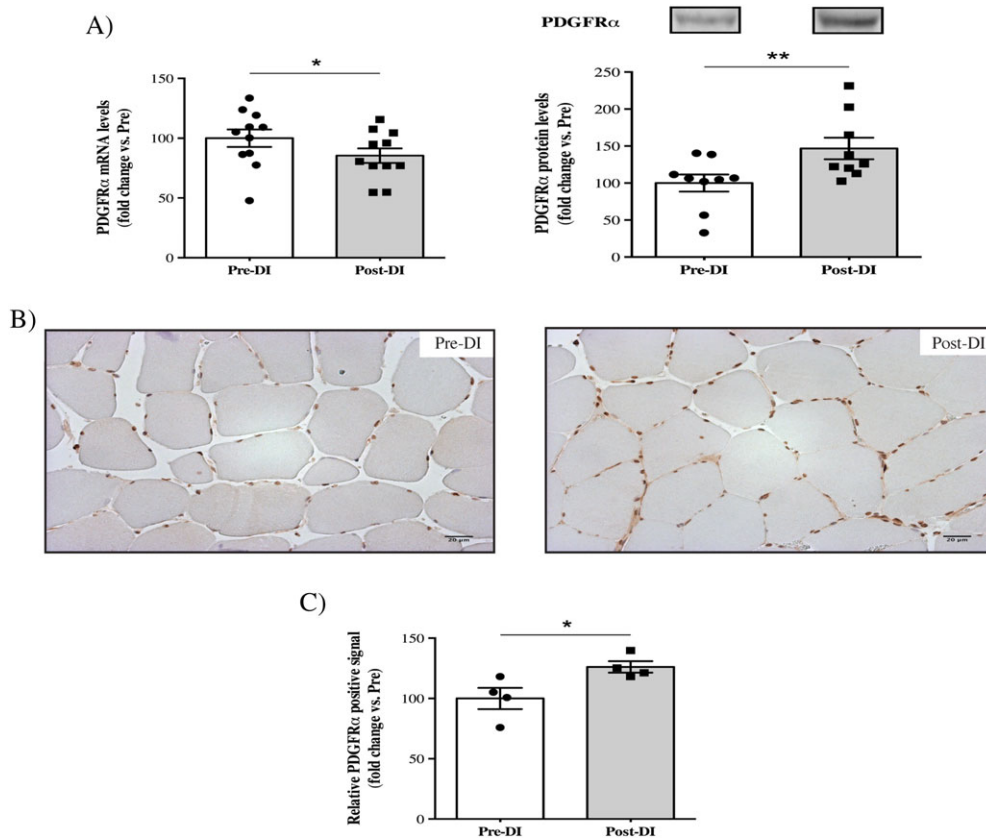 A)
PDGFRα mRNA levels
(fold change vs. Pre)
150
100
50
0
*
Pre-DI
Post-DI
PDGFRα
PDGFRα protein levels
(fold change vs. Pre)
250
200
150
100
50
0
**
Pre-DI
Post-DI
B)
Pre-DI
20 µm
Post-DI
20 µm
C)
Relative PDGFRα positive signal
(fold change vs. Pre)
150
100
50
0
*
Pre-DI
Post-DI